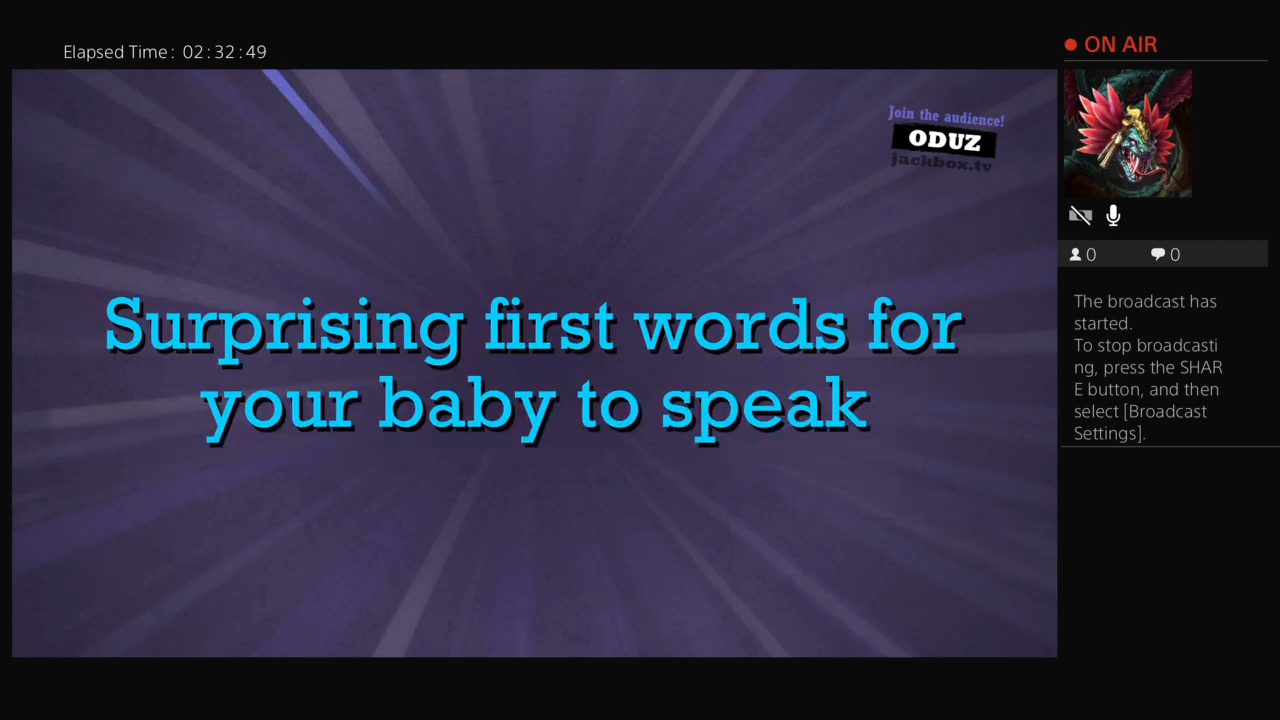 Elapsed Time: 02:32:49
ON AIR
Join the audience!
ODUZ
jackbox.tv
Surprising first words for
your baby to speak
0 0
The broadcast has
started.
To stop broadcasti
ng, press the SHAR
E button, and then
select [Broadcast
Settings].